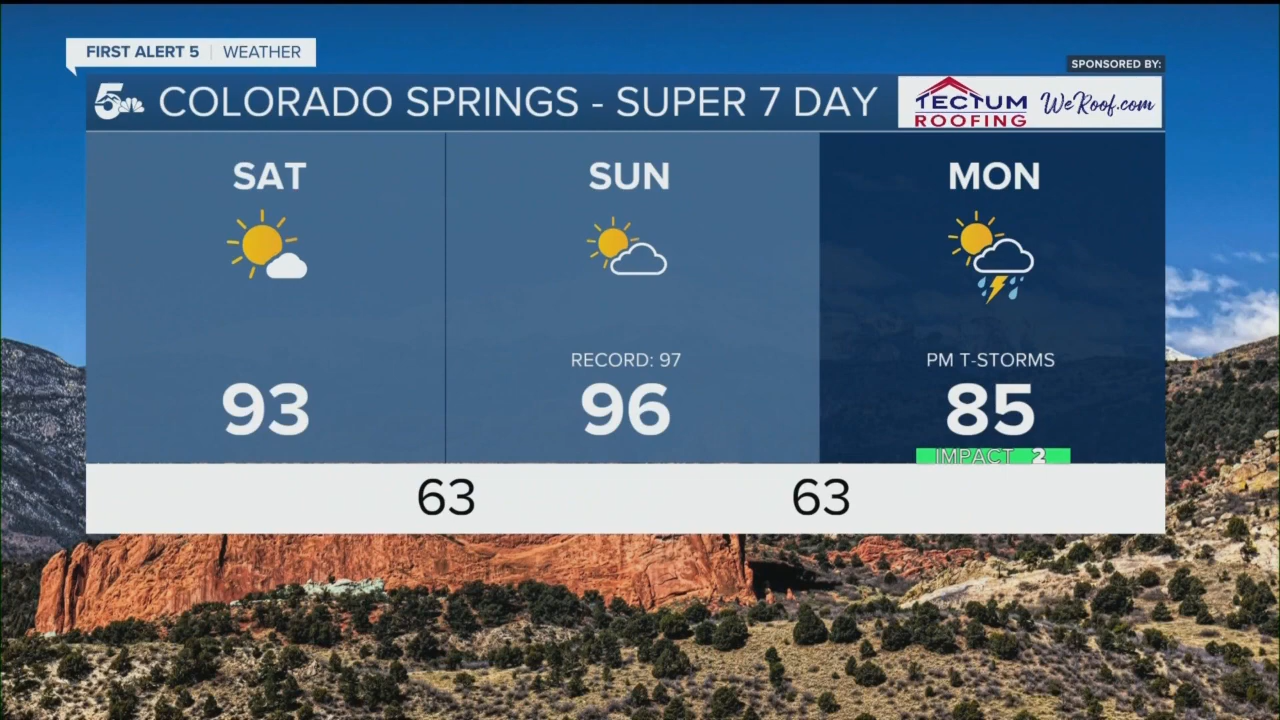 FIRST ALERT 5 | WEATHER
SPONSORED BY:
5 COLORADO SPRINGS - SUPER 7 DAY
TECTUM
ROOFING
WeRoof.com
SAT SUN MON
RECORD: 97 PM T-STORMS
93 96 85
IMPACT 2
63 63